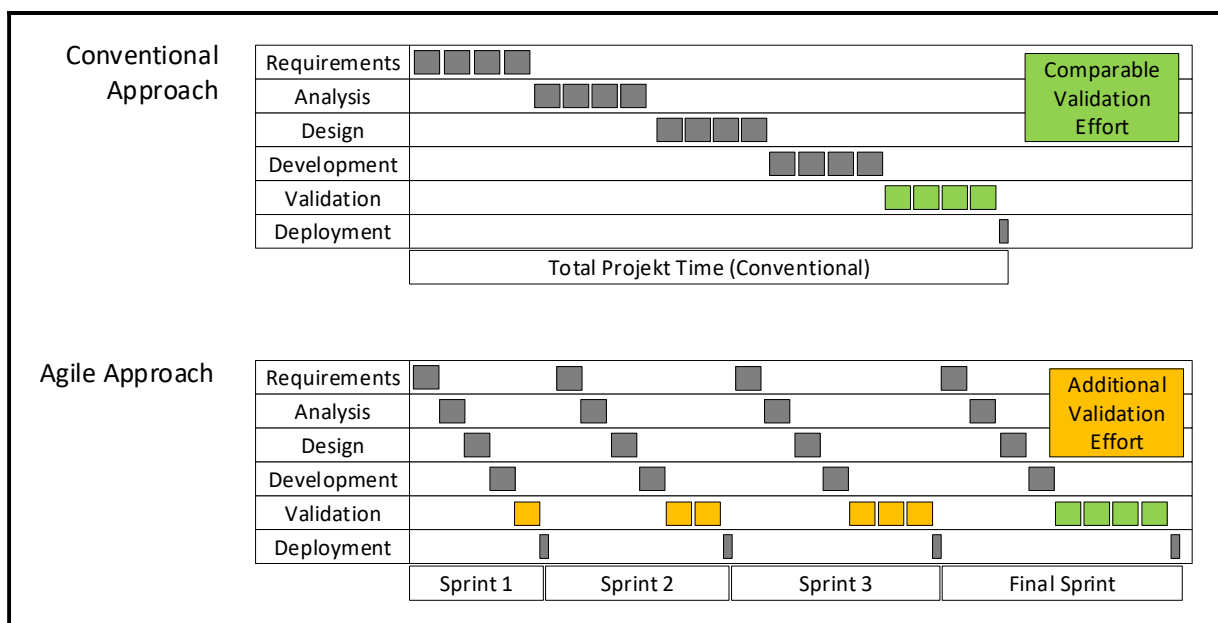 Conventional
Approach
Requirements
Analysis
Design
Development
Validation
Deployment
Comparable
Validation
Effort
Total Projekt Time (Conventional)
Agile Approach
Requirements
Analysis
Design
Development
Validation
Deployment
Additional
Validation
Effort
Sprint 1
Sprint 2
Sprint 3
Final Sprint